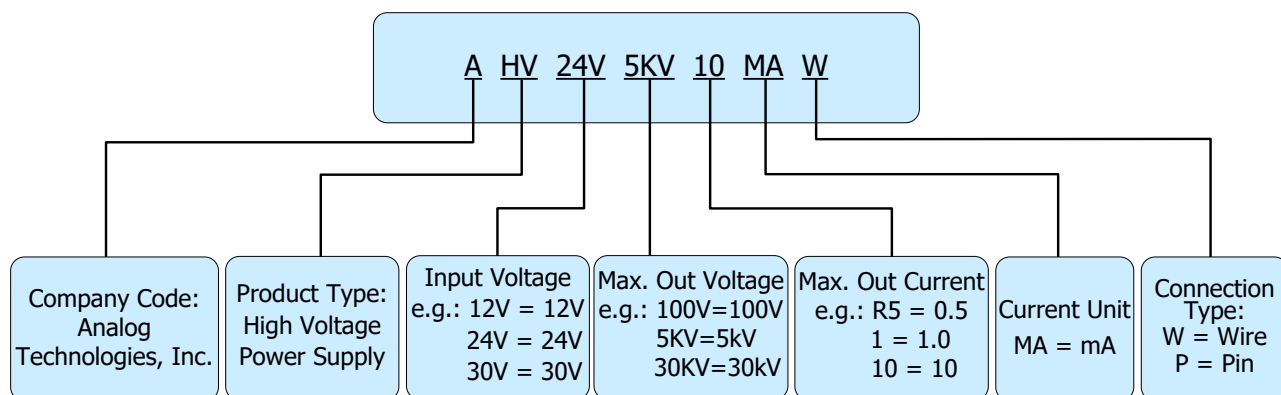 A HV 24V 5KV 10 MA W
Company Code:
Analog
Technologies, Inc.
Product Type:
High Voltage
Power Supply
Input Voltage
e.g.: 12V = 12V
24V = 24V
30V = 30V
Max. Out Voltage
e.g.: 100V=100V
5KV=5kV
30KV=30kV
Max. Out Current
e.g.: R5 = 0.5
1 = 1.0
10 = 10
Current Unit
MA = mA
Connection
Type:
W = Wire
P = Pin